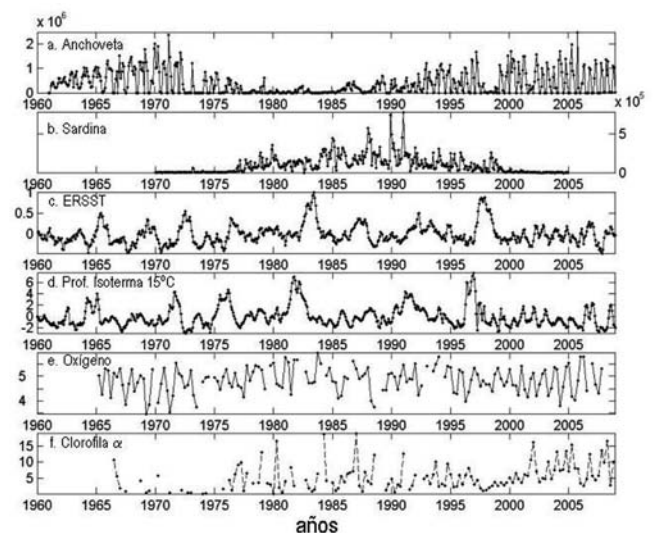 x 10⁶
a. Anchoveta
2
1
0
1960 1965 1970 1975 1980 1985 1990 1995 2000 2005
x 10⁵
b. Sardina
5
0
1960 1965 1970 1975 1980 1985 1990 1995 2000 2005
c. ERSST
0.5
0
1960 1965 1970 1975 1980 1985 1990 1995 2000 2005
d. Prof. Isoterma 15°C
6
4
2
0
-2
1960 1965 1970 1975 1980 1985 1990 1995 2000 2005
e. Oxígeno
5
4
1960 1965 1970 1975 1980 1985 1990 1995 2000 2005
f. Clorofila α
15
10
5
1960 1965 1970 1975 1980 1985 1990 1995 2000 2005
años